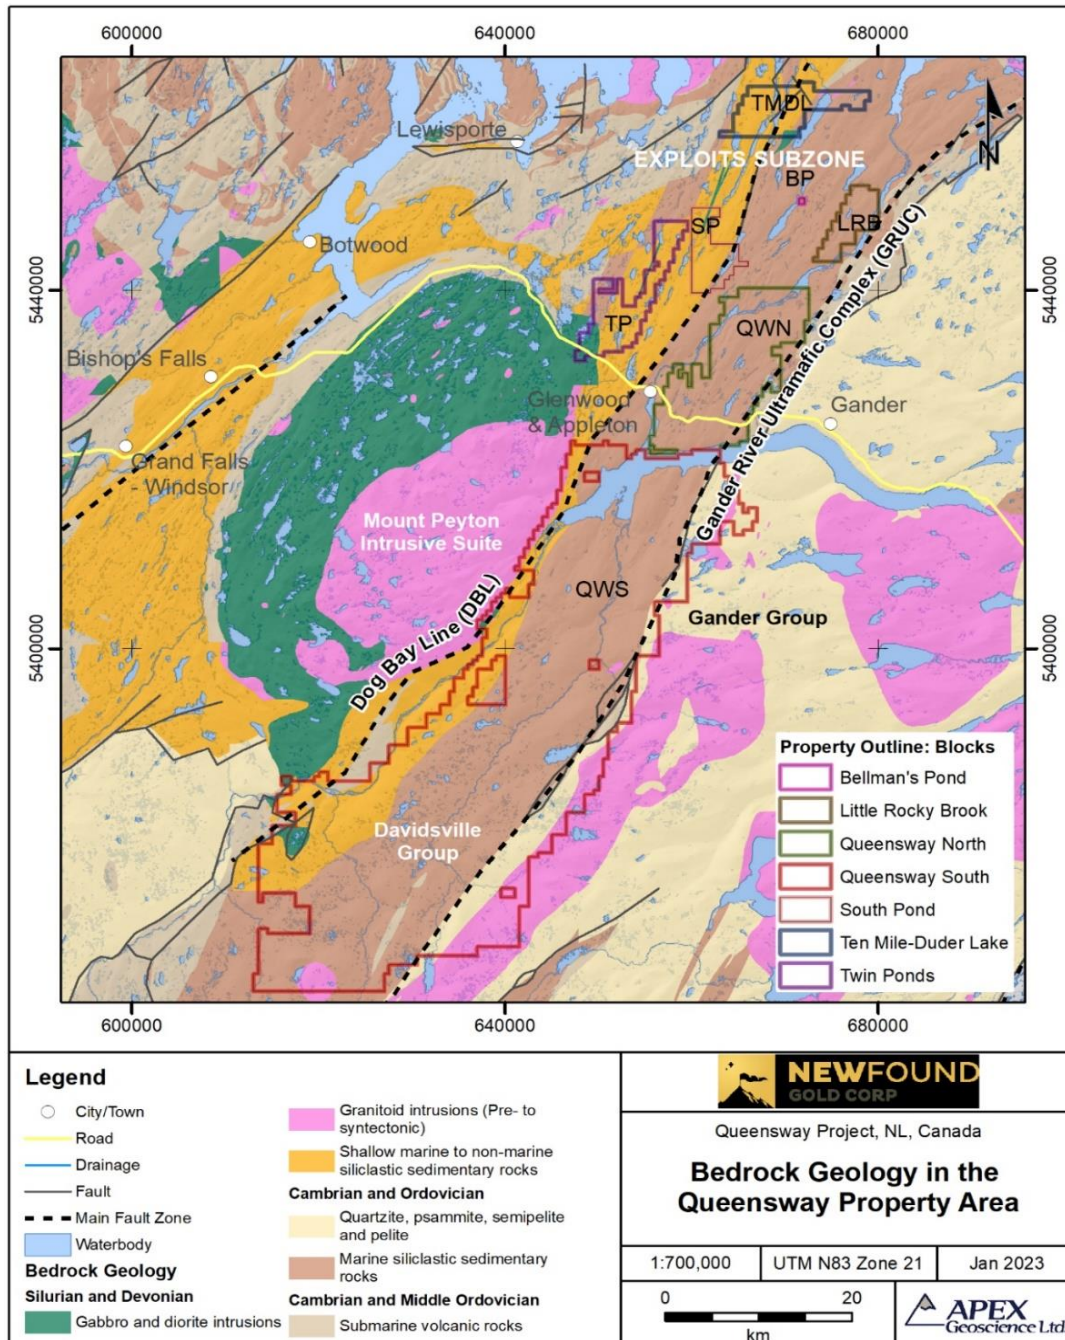 600000
640000
680000
TMDL
Lewisporte
EXPLOITS SUBZONE
N
BP
SP
LRB
Botwood
5440000
5440000
TP
QWN
Bishop's Falls
Glenwood
& Appleton
Gander
Gander River Ultramafic Complex (GRUC)
Grand Falls
- Windsor
Mount Peyton
Intrusive Suite
QWS
Dog Bay Line (DBL)
Gander Group
5400000
5400000
Davidsville
Group
Property Outline: Blocks
Bellman's Pond
Little Rocky Brook
Queensway North
Queensway South
South Pond
Ten Mile-Duder Lake
Twin Ponds
600000
640000
680000
Legend
City/Town
Road
Drainage
Fault
Main Fault Zone
Waterbody
Bedrock Geology
Silurian and Devonian
Gabbro and diorite intrusions
Granitoid intrusions (Pre- to
syntectonic)
Shallow marine to non-marine
siliclastic sedimentary rocks
Cambrian and Ordovician
Quartzite, psammite, semipelite
and pelite
Marine siliclastic sedimentary
rocks
Cambrian and Middle Ordovician
Submarine volcanic rocks
NEWFOUND
GOLD CORP
Queensway Project, NL, Canada
Bedrock Geology in the
Queensway Property Area
1:700,000
UTM N83 Zone 21
Jan 2023
0 20
km
APEX
Geoscience Ltd